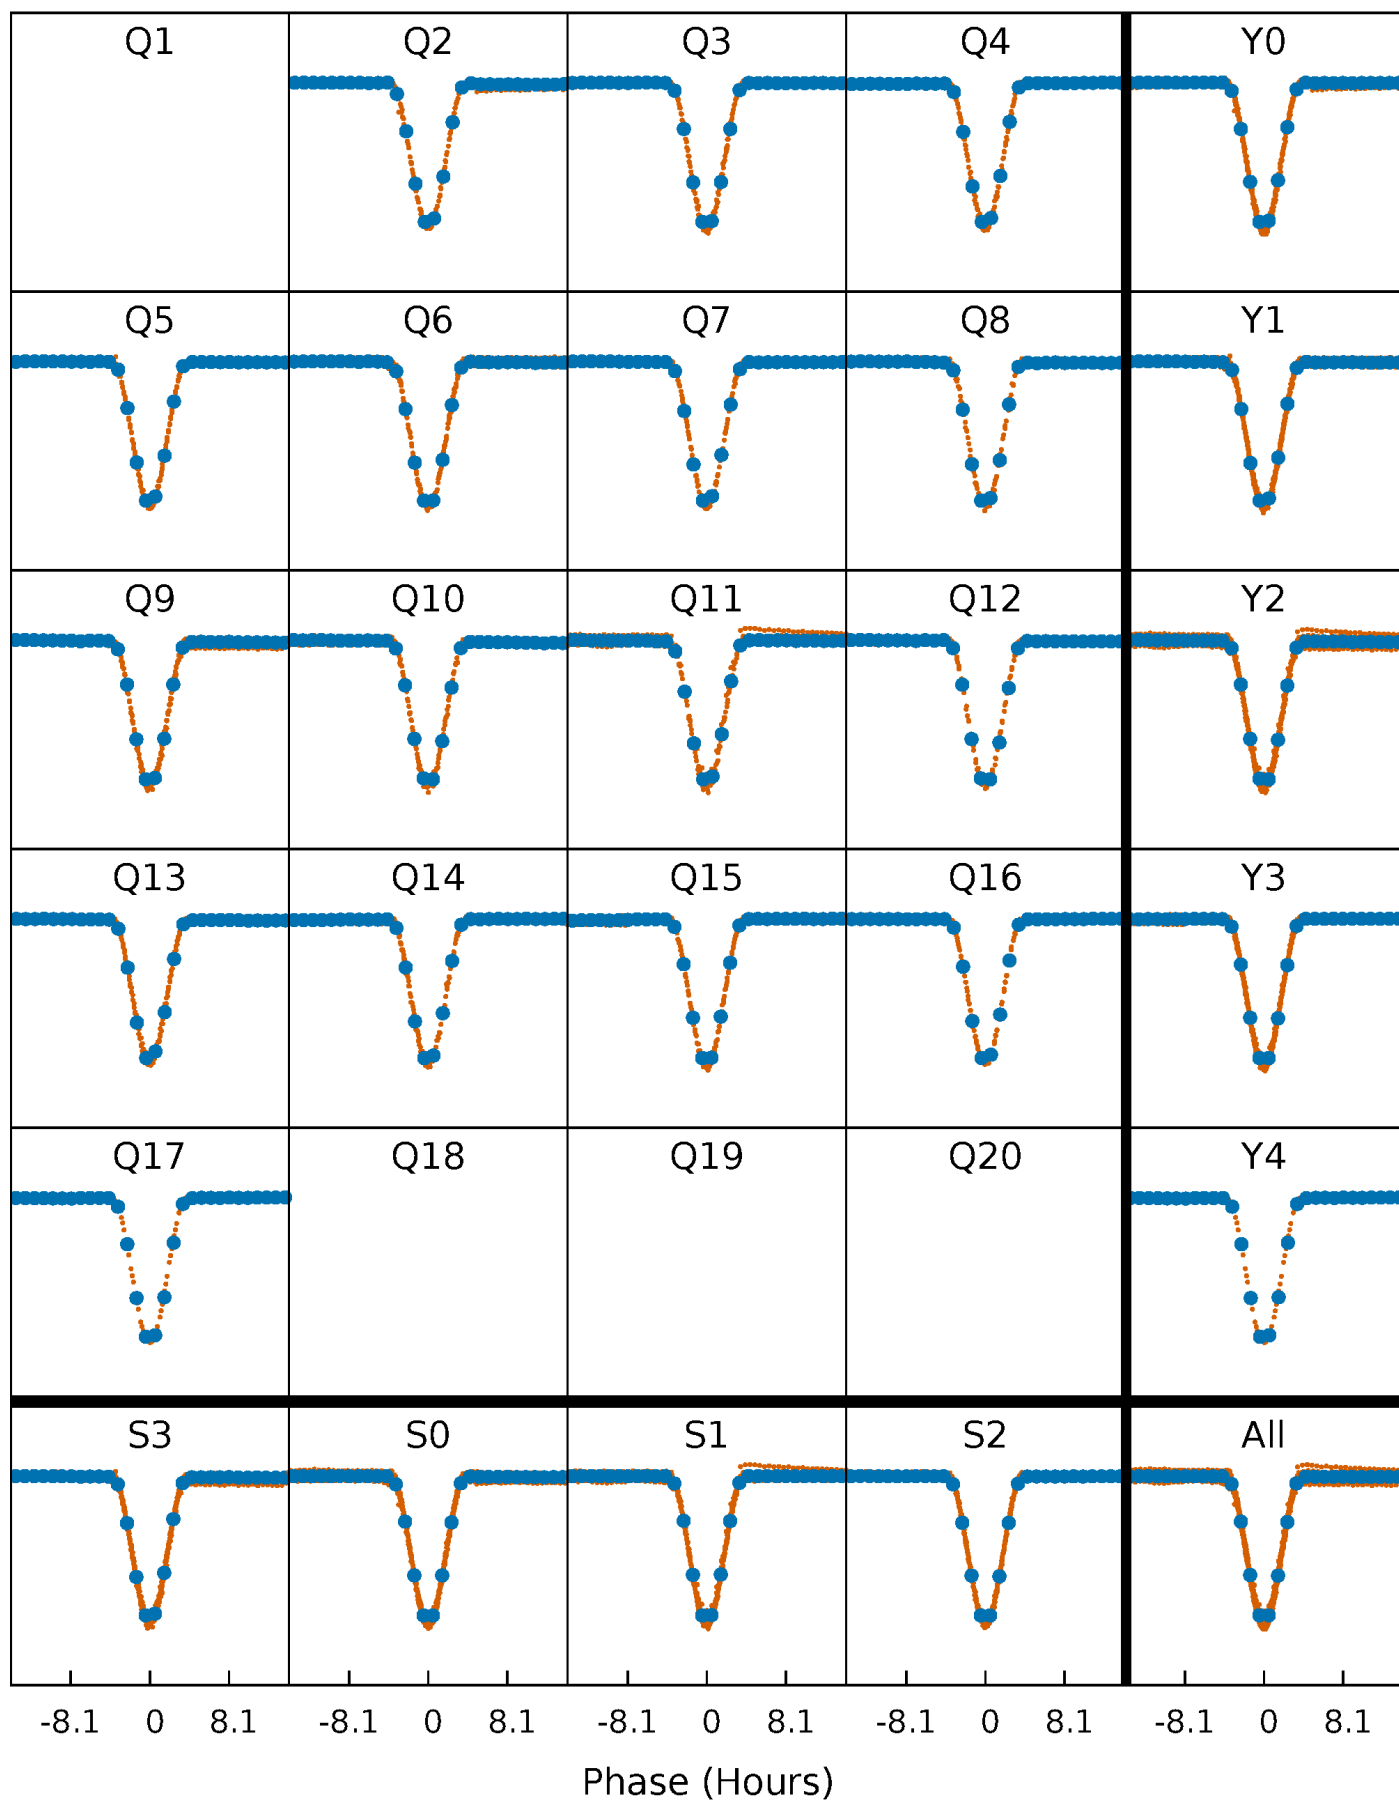 Q1 Q2 Q3 Q4 Y0
Q5 Q6 Q7 Q8 Y1
Q9 Q10 Q11 Q12 Y2
Q13 Q14 Q15 Q16 Y3
Q17 Q18 Q19 Q20 Y4
S3 S0 S1 S2 All
-8.1 0 8.1 -8.1 0 8.1 -8.1 0 8.1 -8.1 0 8.1 -8.1 0 8.1
Phase (Hours)